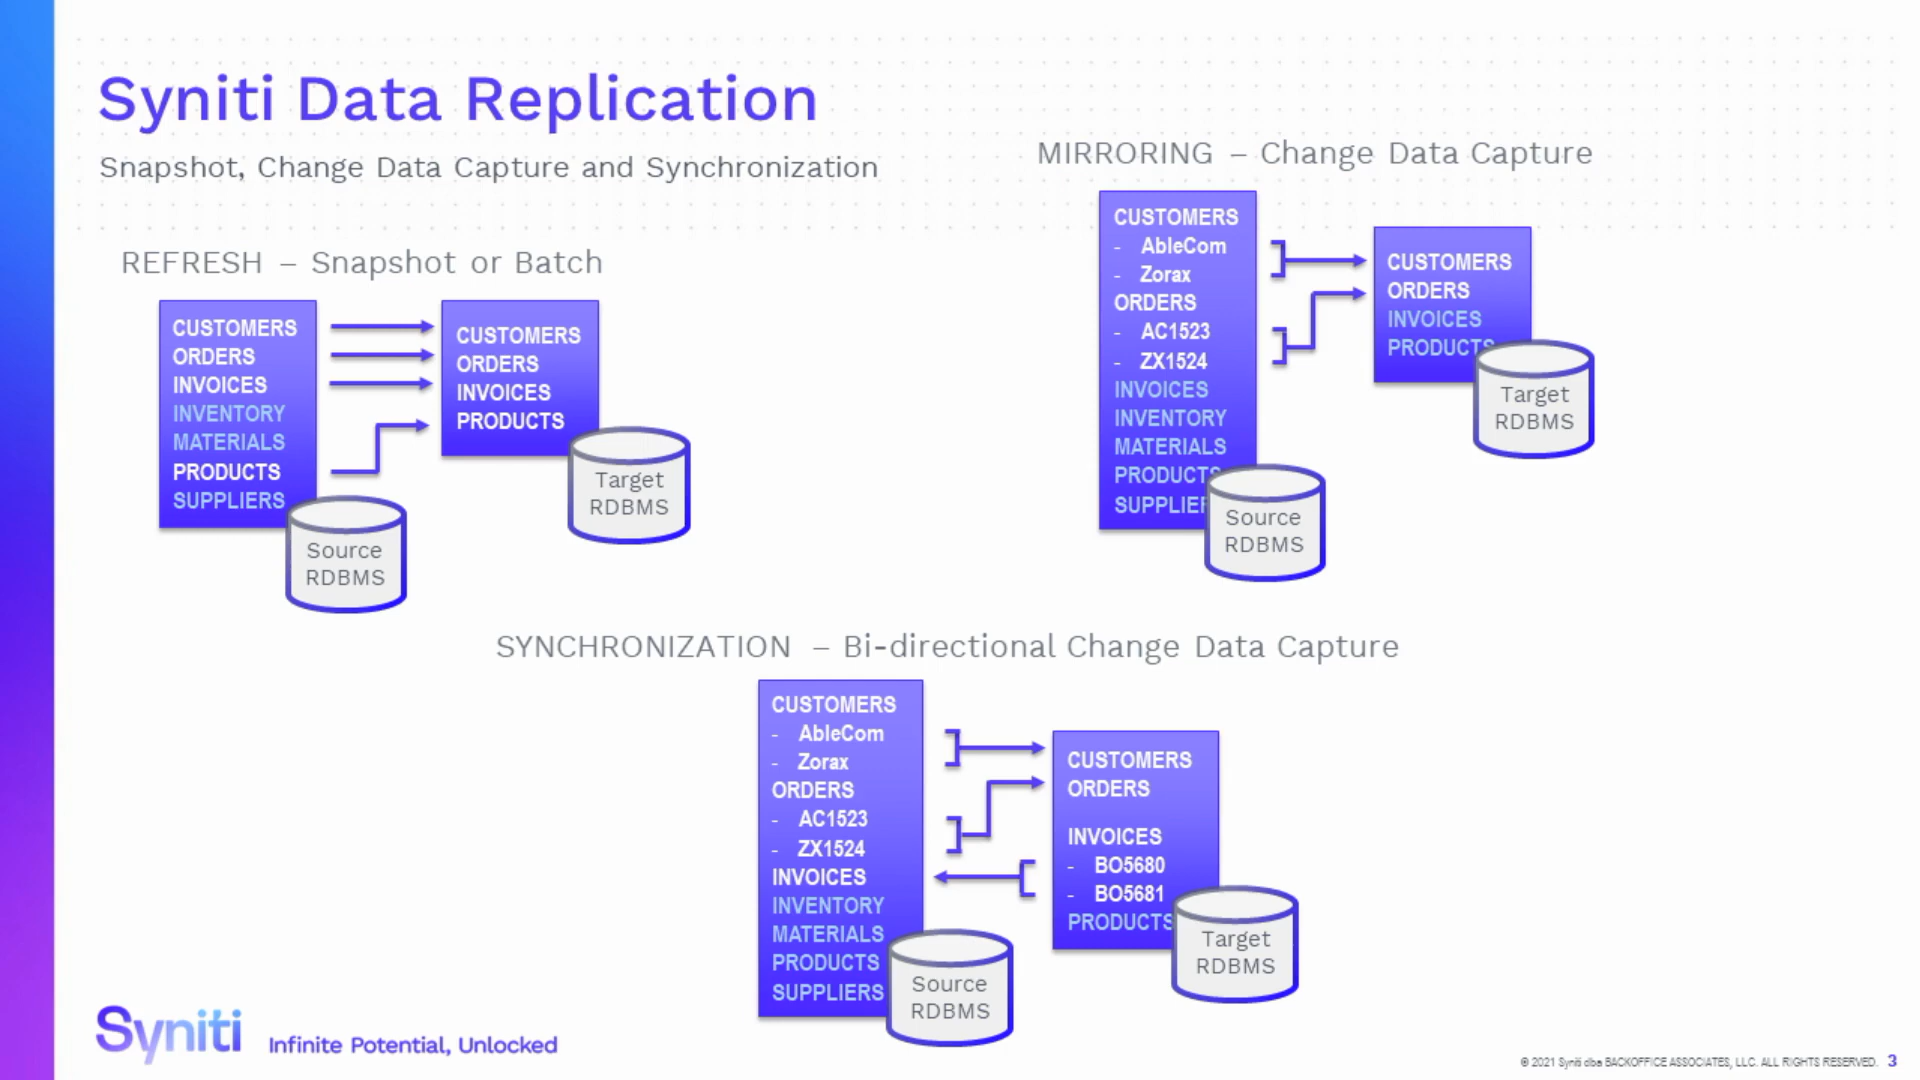 Syniti Data Replication
Snapshot, Change Data Capture and Synchronization
REFRESH – Snapshot or Batch
CUSTOMERS
ORDERS
INVOICES
INVENTORY
MATERIALS
PRODUCTS
SUPPLIERS
Source
RDBMS
CUSTOMERS
ORDERS
INVOICES
PRODUCTS
Target
RDBMS
MIRRORING – Change Data Capture
CUSTOMERS
- AbleCom
- Zorax
ORDERS
- AC1523
- ZX1524
INVOICES
INVENTORY
MATERIALS
PRODUCTS
SUPPLIER
Source
RDBMS
CUSTOMERS
ORDERS
INVOICES
PRODUCTS
Target
RDBMS
SYNCHRONIZATION – Bi-directional Change Data Capture
CUSTOMERS
- AbleCom
- Zorax
ORDERS
- AC1523
- ZX1524
INVOICES
INVENTORY
MATERIALS
PRODUCTS
SUPPLIERS
Source
RDBMS
CUSTOMERS
ORDERS
INVOICES
- BO5680
- BO5681
PRODUCTS
Target
RDBMS
Syniti Infinite Potential, Unlocked
© 2021 Syniti dba BACKOFFICE ASSOCIATES, LLC. ALL RIGHTS RESERVED. 3